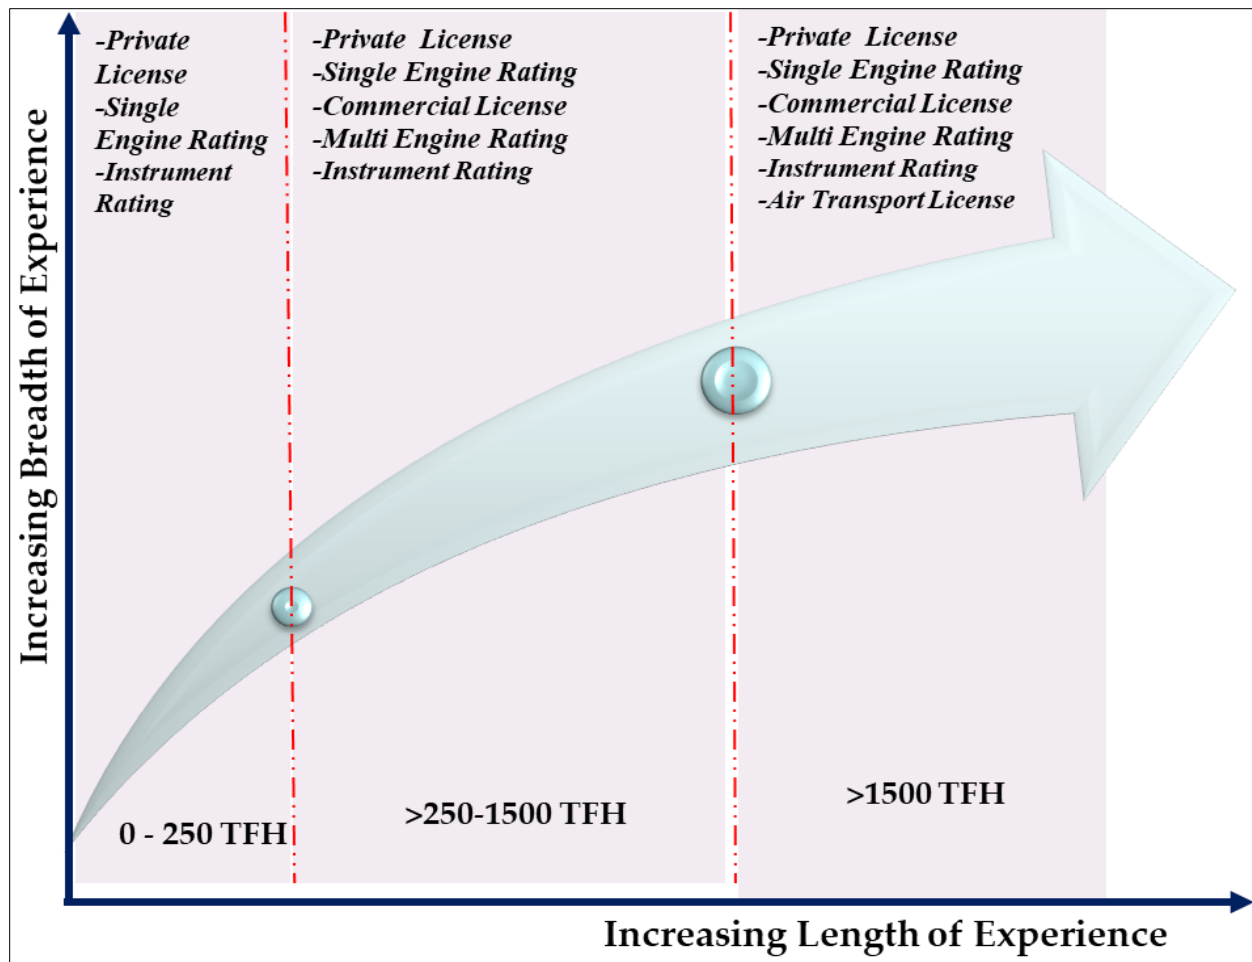 Increasing Breadth of Experience
-Private
License
-Single
Engine Rating
-Instrument
Rating
-Private License
-Single Engine Rating
-Commercial License
-Multi Engine Rating
-Instrument Rating
-Private License
-Single Engine Rating
-Commercial License
-Multi Engine Rating
-Instrument Rating
-Air Transport License
0 - 250 TFH
>250-1500 TFH
>1500 TFH
Increasing Length of Experience